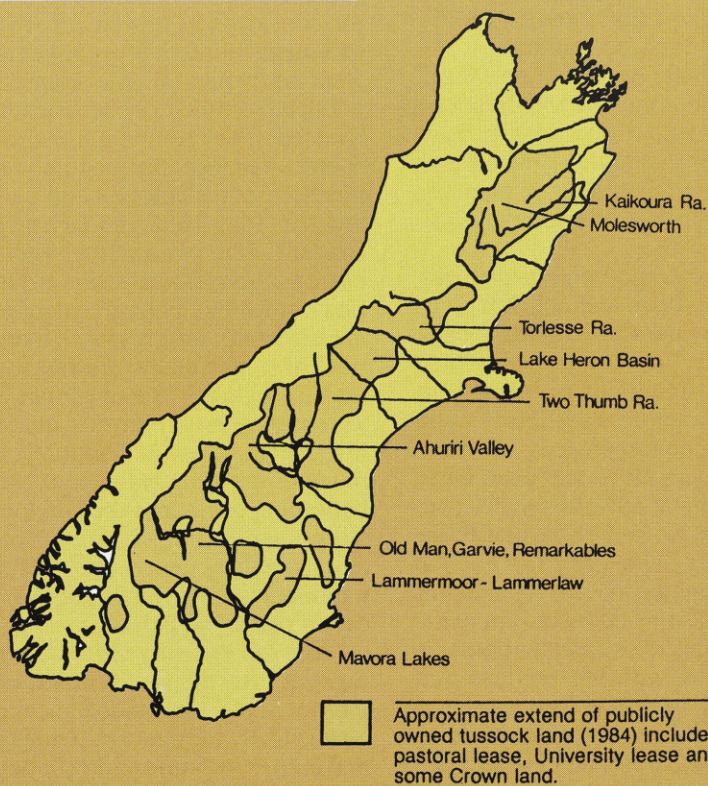 Kaikoura Ra.
Molesworth
Torlesse Ra.
Lake Heron Basin
Two Thumb Ra.
Ahuriri Valley
Old Man, Garvie, Remarkables
Lammermoor - Lammerlaw
Mavora Lakes
Approximate extend of publicly
owned tussock land (1984) include
pastoral lease, University lease an
some Crown land.